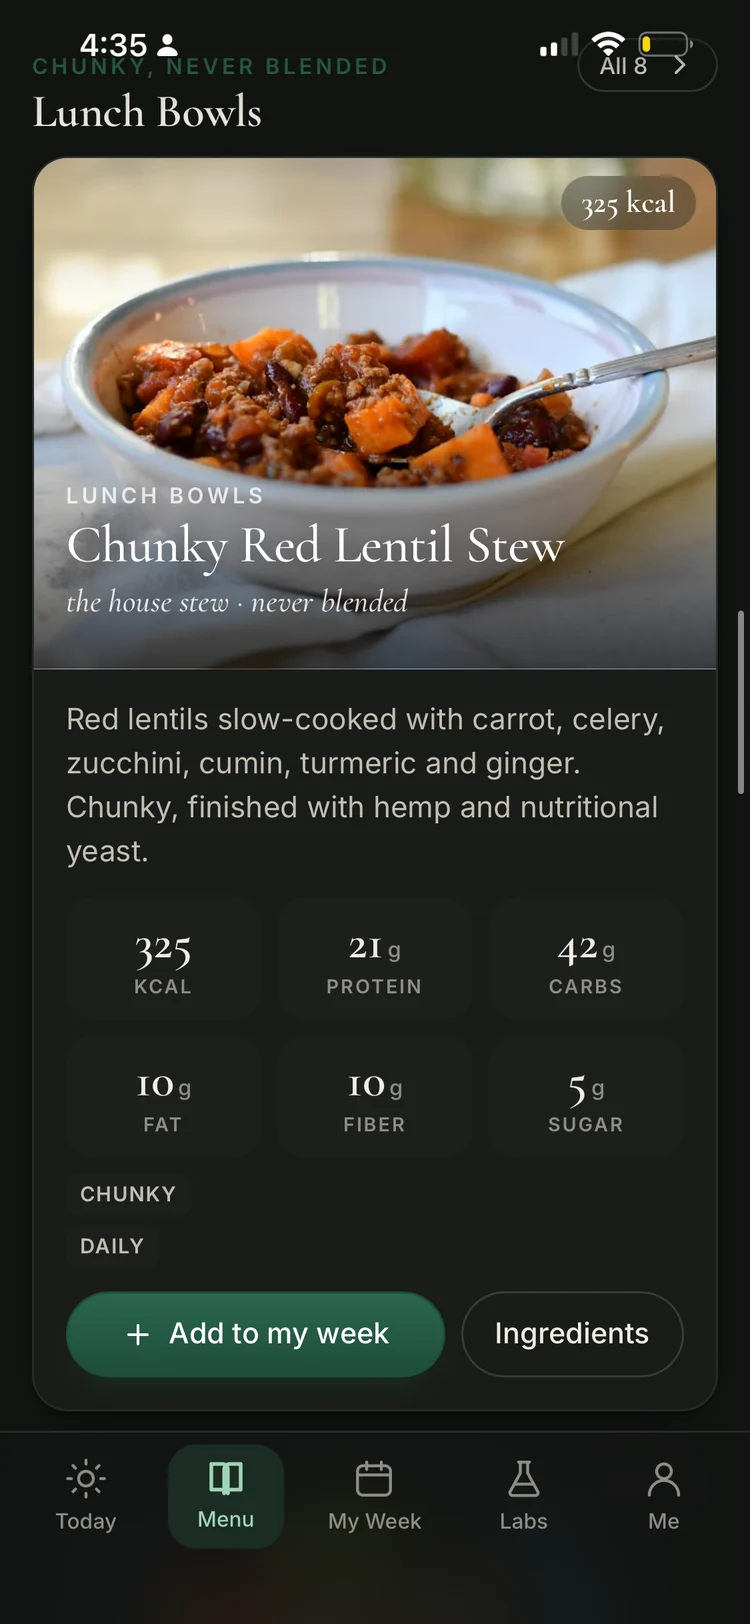 4:35
CHUNKY, NEVER BLENDED
All 8
Lunch Bowls
325 kcal
LUNCH BOWLS
Chunky Red Lentil Stew
the house stew · never blended
Red lentils slow-cooked with carrot, celery,
zucchini, cumin, turmeric and ginger.
Chunky, finished with hemp and nutritional
yeast.
325
KCAL
21 g
PROTEIN
42 g
CARBS
10 g
FAT
10 g
FIBER
5 g
SUGAR
CHUNKY
DAILY
+ Add to my week
Ingredients
Today
Menu
My Week
Labs
Me